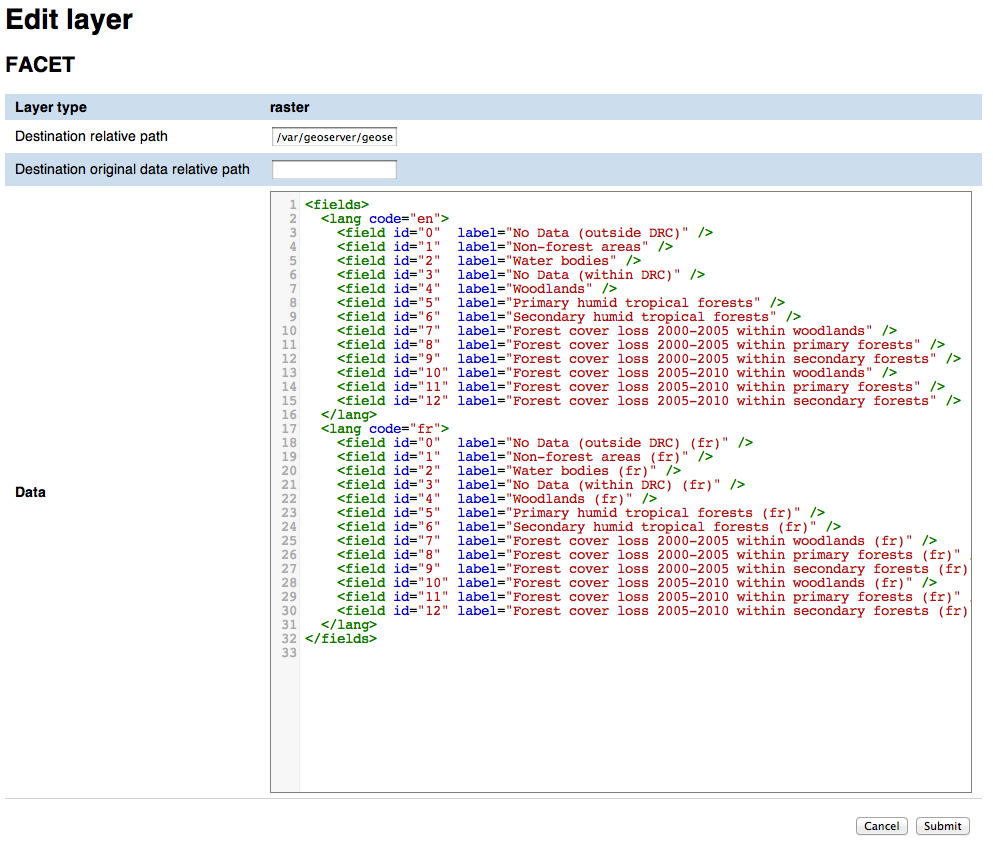 Edit layer
FACET
Layer type raster
Destination relative path /var/geoserver/geose
Destination original data relative path
Data
1 <fields>
2   <lang code="en">
3     <field id="0"  label="No Data (outside DRC)" />
4     <field id="1"  label="Non-forest areas" />
5     <field id="2"  label="Water bodies" />
6     <field id="3"  label="No Data (within DRC)" />
7     <field id="4"  label="Woodlands" />
8     <field id="5"  label="Primary humid tropical forests" />
9     <field id="6"  label="Secondary humid tropical forests" />
10     <field id="7"  label="Forest cover loss 2000-2005 within woodlands" />
11     <field id="8"  label="Forest cover loss 2000-2005 within primary forests" />
12     <field id="9"  label="Forest cover loss 2000-2005 within secondary forests" />
13     <field id="10" label="Forest cover loss 2005-2010 within woodlands" />
14     <field id="11" label="Forest cover loss 2005-2010 within primary forests" />
15     <field id="12" label="Forest cover loss 2005-2010 within secondary forests" />
16   </lang>
17   <lang code="fr">
18     <field id="0"  label="No Data (outside DRC) (fr)" />
19     <field id="1"  label="Non-forest areas (fr)" />
20     <field id="2"  label="Water bodies (fr)" />
21     <field id="3"  label="No Data (within DRC) (fr)" />
22     <field id="4"  label="Woodlands (fr)" />
23     <field id="5"  label="Primary humid tropical forests (fr)" />
24     <field id="6"  label="Secondary humid tropical forests (fr)" />
25     <field id="7"  label="Forest cover loss 2000-2005 within woodlands (fr)" />
26     <field id="8"  label="Forest cover loss 2000-2005 within primary forests (fr)"
27     <field id="9"  label="Forest cover loss 2000-2005 within secondary forests (fr)
28     <field id="10" label="Forest cover loss 2005-2010 within woodlands (fr)" />
29     <field id="11" label="Forest cover loss 2005-2010 within primary forests (fr)"
30     <field id="12" label="Forest cover loss 2005-2010 within secondary forests (fr)
31   </lang>
32 </fields>
33
Cancel Submit